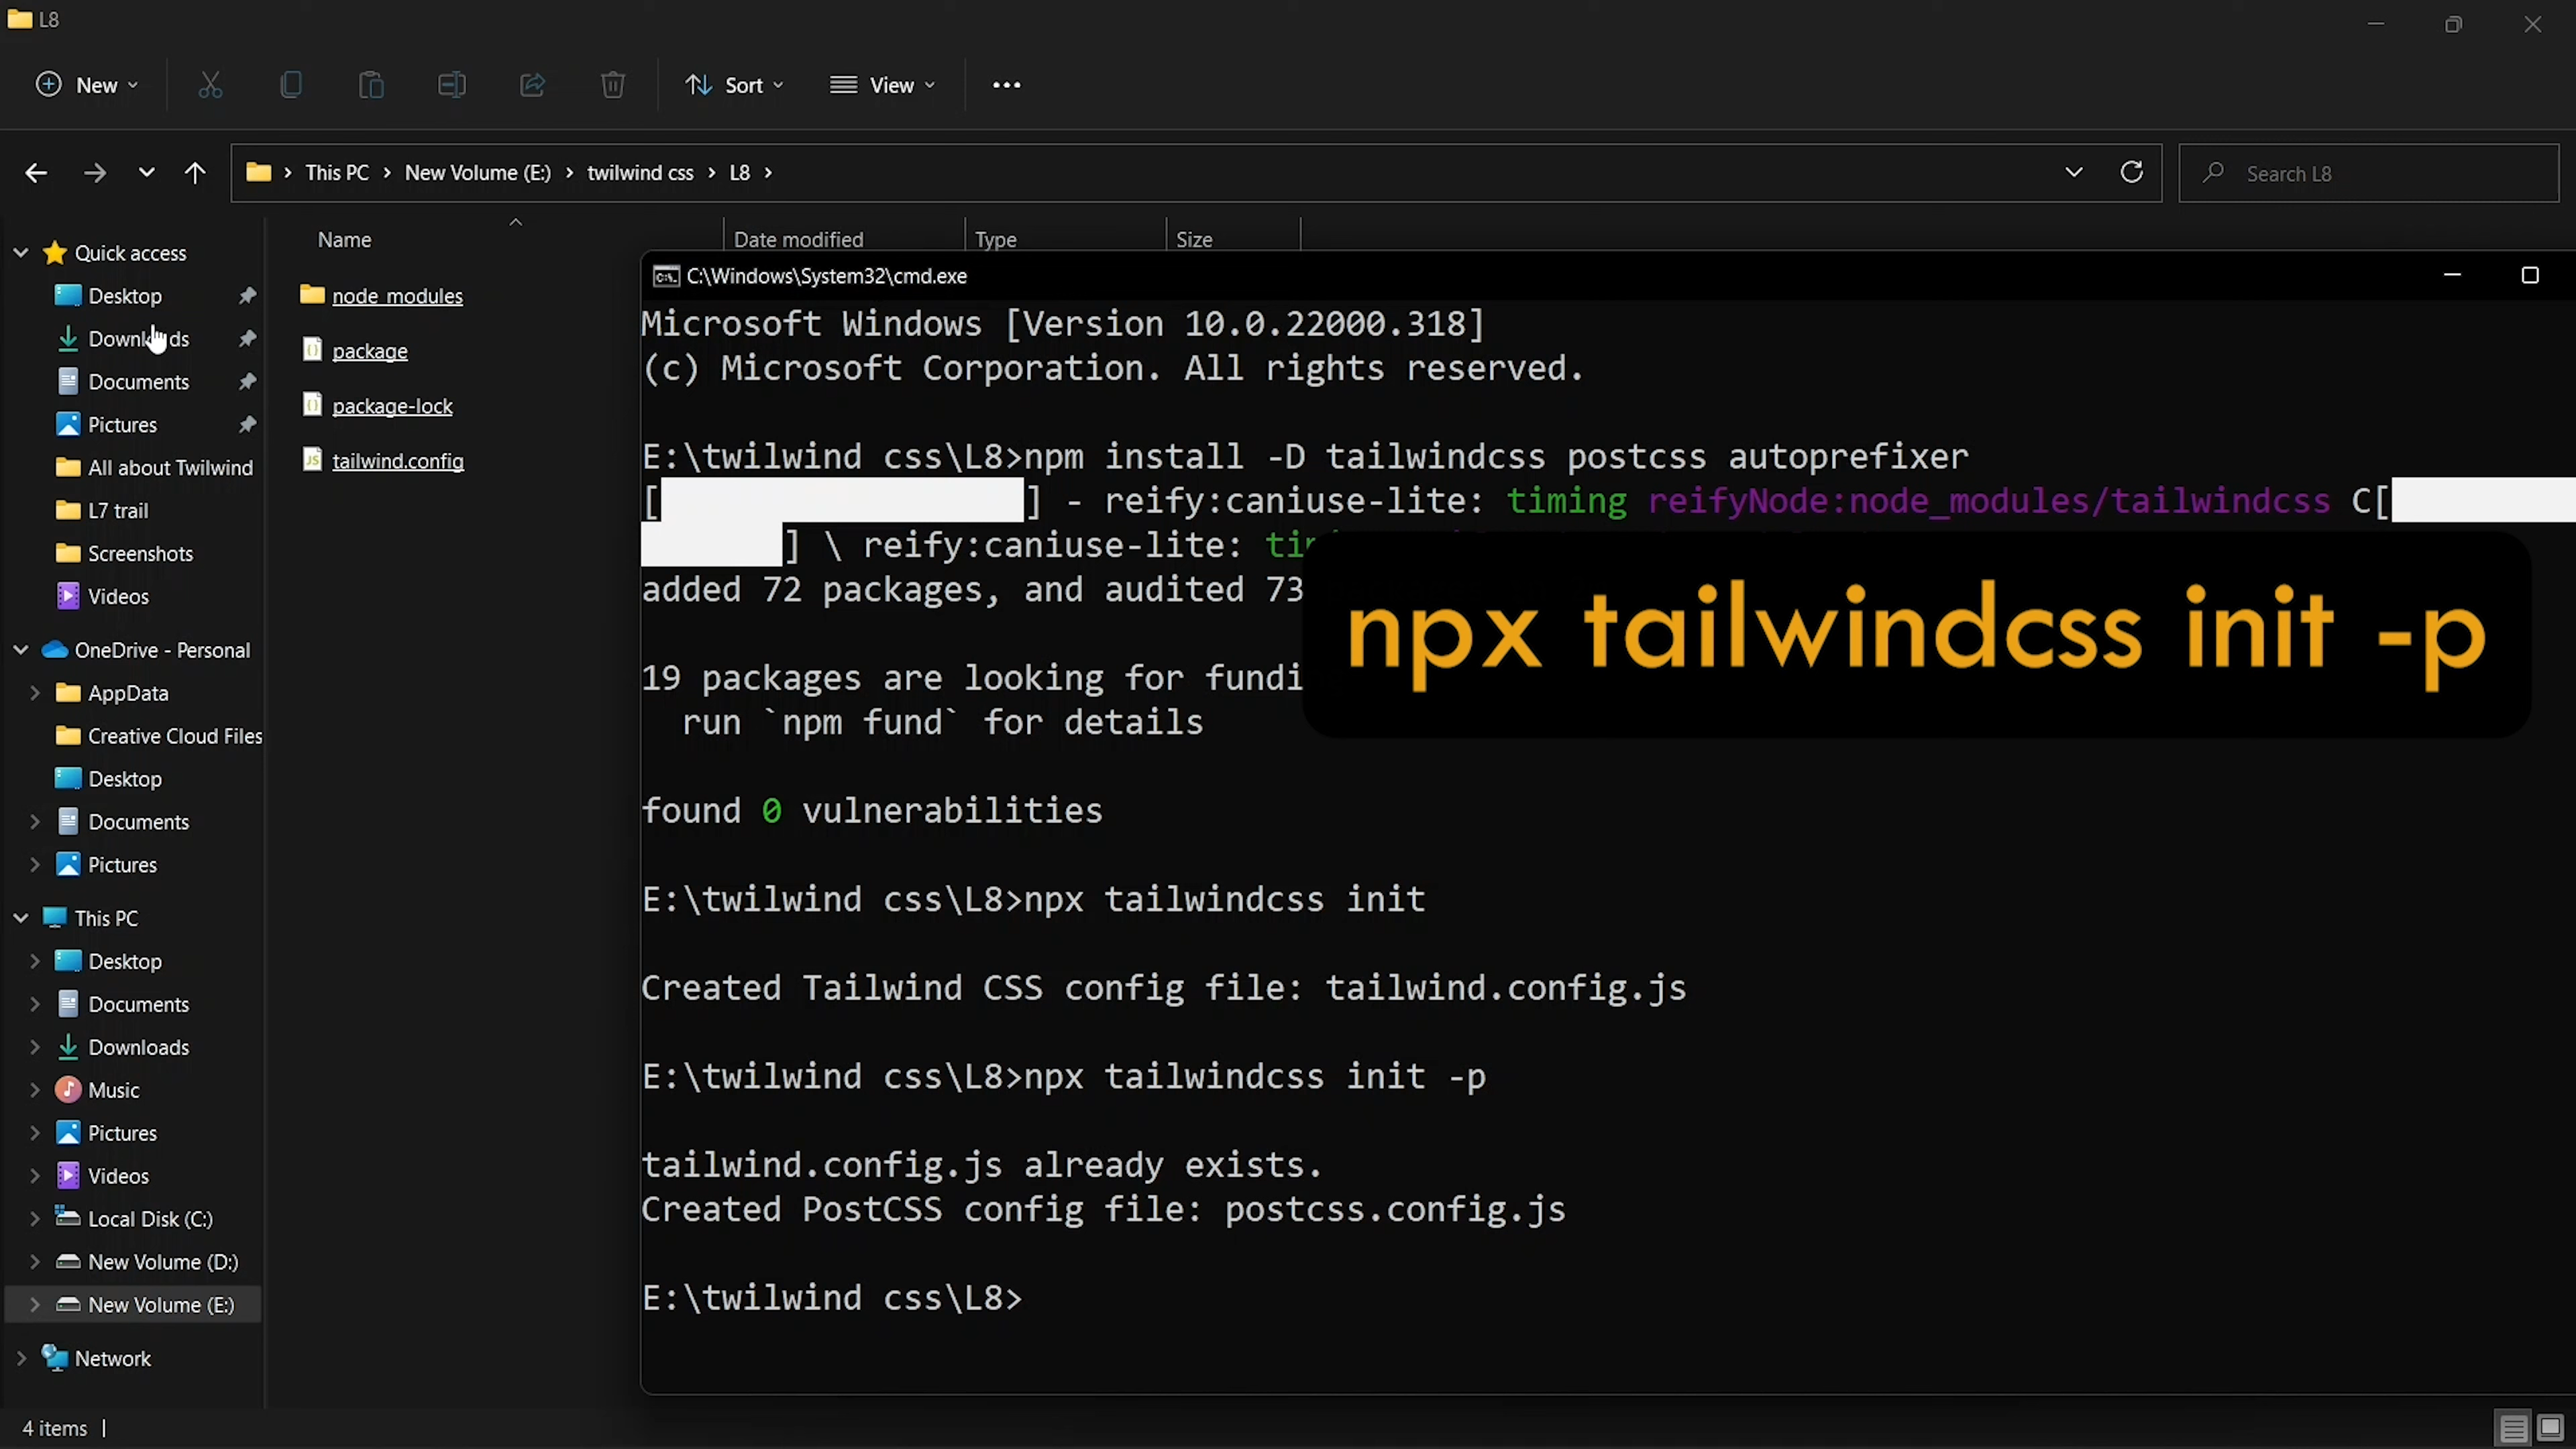 L8
New
Sort
View
This PC > New Volume (E:) > twilwind css > L8 >
Search L8
Name
Date modified
Type
Size
Quick access
Desktop
Downloads
Documents
Pictures
All about Twilwind
L7 trail
Screenshots
Videos
OneDrive - Personal
AppData
Creative Cloud Files
Desktop
Documents
Pictures
This PC
Desktop
Documents
Downloads
Music
Pictures
Videos
Local Disk (C:)
New Volume (D:)
New Volume (E:)
Network
node_modules
package
package-lock
tailwind.config
C:\Windows\System32\cmd.exe
Microsoft Windows [Version 10.0.22000.318]
(c) Microsoft Corporation. All rights reserved.
E:\twilwind css\L8>npm install -D tailwindcss postcss autoprefixer
[ ] - reify:caniuse-lite: timing reifyNode:node_modules/tailwindcss C[
] \ reify:caniuse-lite:
added 72 packages, and audited 73
19 packages are looking for
run `npm fund` for details
found 0 vulnerabilities
E:\twilwind css\L8>npx tailwindcss init
Created Tailwind CSS config file: tailwind.config.js
E:\twilwind css\L8>npx tailwindcss init -p
tailwind.config.js already exists.
Created PostCSS config file: postcss.config.js
E:\twilwind css\L8>
npx tailwindcss init -p
4 items